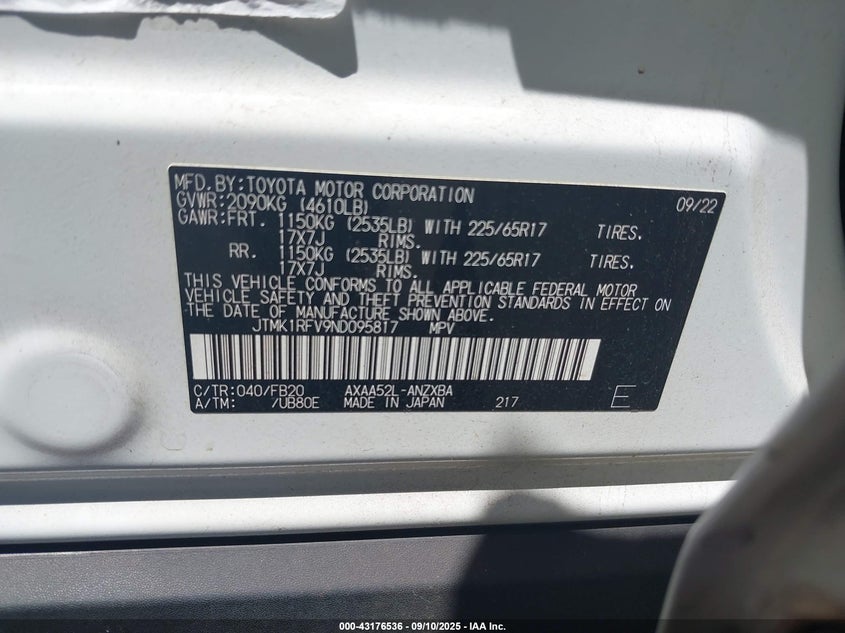 MFD.BY:TOYOTA MOTOR CORPORATION 09/22
GVWR:2090KG (4610LB)
GAWR:FRT. 1150KG (2535LB) WITH 225/65R17 TIRES.
17X7J RIMS.
RR. 1150KG (2535LB) WITH 225/65R17 TIRES.
17X7J RIMS.
THIS VEHICLE CONFORMS TO ALL APPLICABLE FEDERAL MOTOR
VEHICLE SAFETY AND THEFT PREVENTION STANDARDS IN EFFECT ON
THE DATE OF MANUFACTURE SHOWN ABOVE.
JTMK1RFV9ND095817 MPV
C/TR:040/FB20 AXAA52L-ANZXBA
A/TM: /UB80E MADE IN JAPAN 217 E
000-43176536 - 09/10/2025 - IAA Inc.